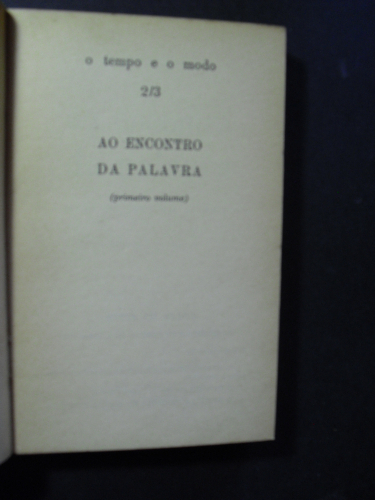 o tempo e o modo
2/3
AO ENCONTRO
DA PALAVRA
(primeiro volume)